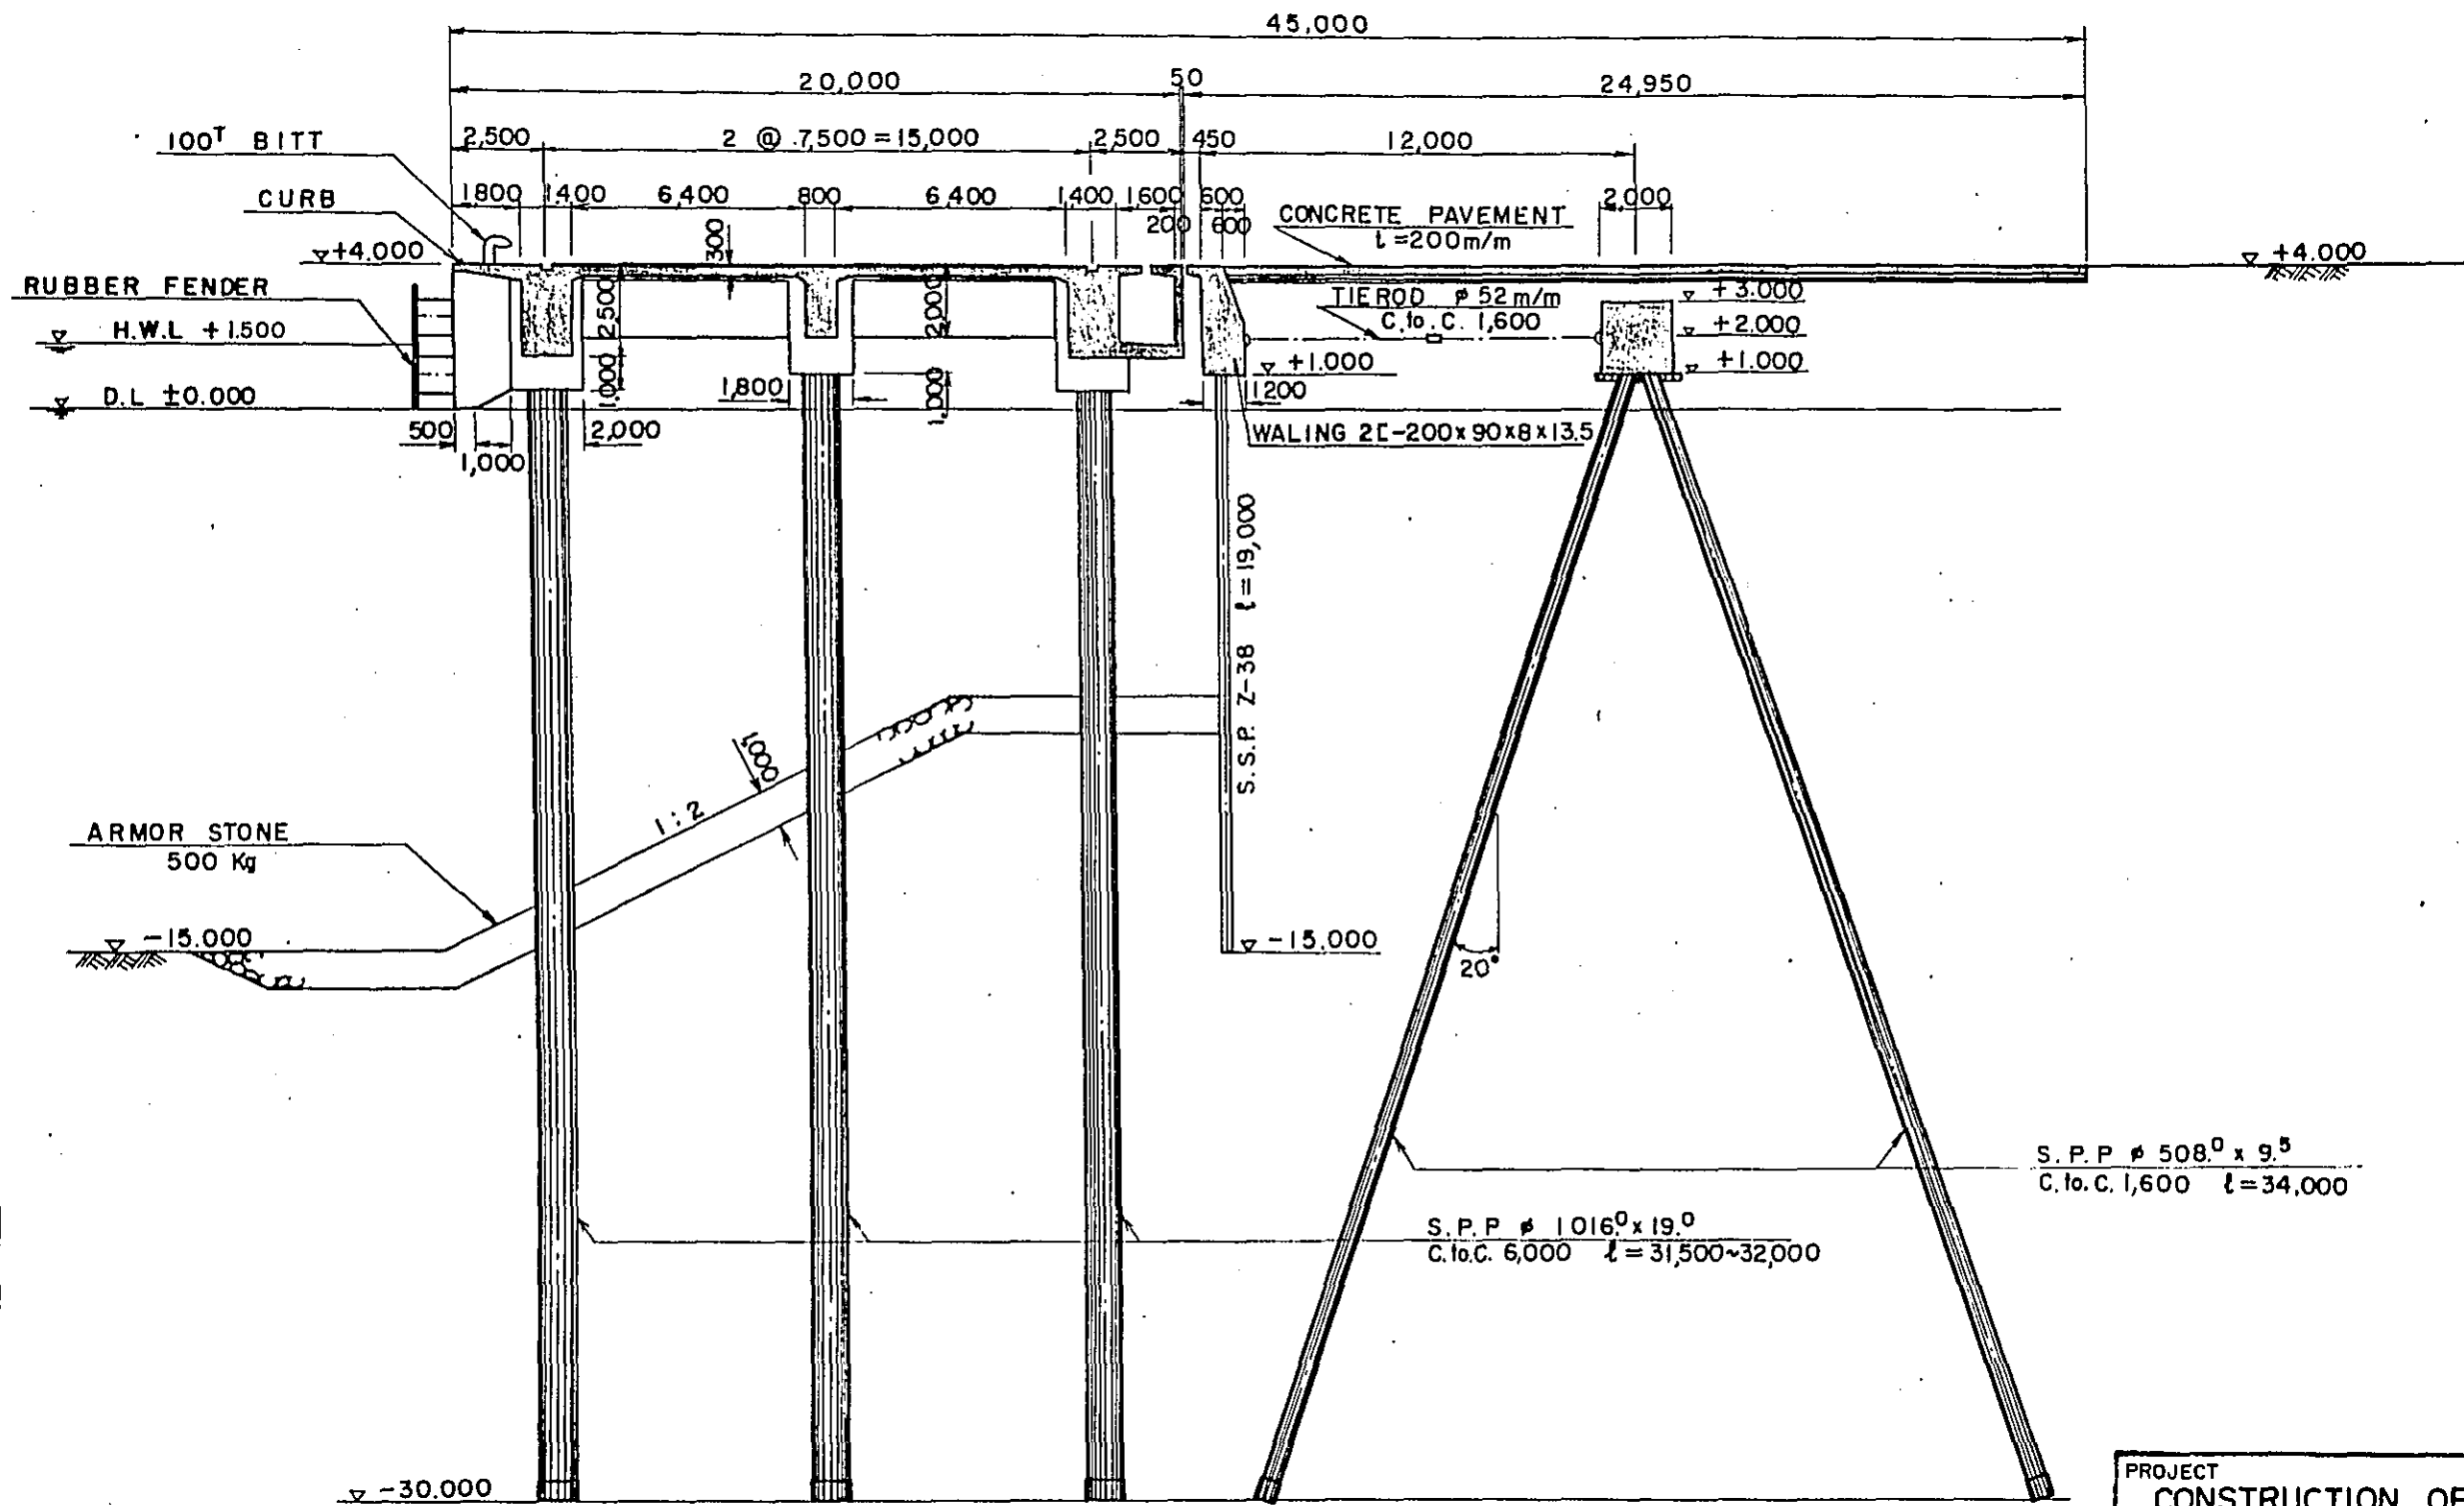 45,000
20,000
50
24,950
100T BITT
2,500
2 @ 7,500 = 15,000
2,500
450
12,000
CURB
1,800
1,400
6,400
800
6,400
1,400
1,600
600
2,000
200
600
300
CONCRETE PAVEMENT
t=200m/m
+4.000
+4.000
RUBBER FENDER
TIEROD ø 52 m/m
C.to.C. 1,600
+3.000
H.W.L +1.500
2,500
2,000
+2.000
+1.000
+1.000
D.L ±0.000
1,000
1,800
1,000
1200
500
2,000
1,000
WALING 2[-200x90x8x13.5
S.S.P. Z-38 ℓ=19,000
1,000
1:2
ARMOR STONE
500 Kg
-15.000
-15.000
20°
S.P.P ø 508.0 x 9.5
C.to.C. 1,600 ℓ=34,000
S.P.P ø 1016.0 x 19.0
C.to.C. 6,000 ℓ=31,500~32,000
-30.000
PROJECT
CONSTRUCTION OF